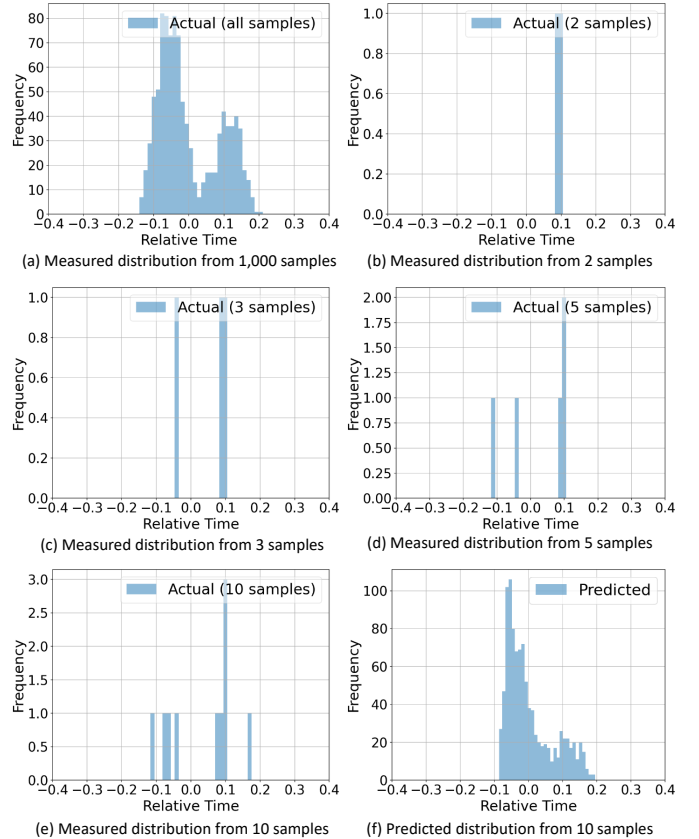 Actual (all samples)
Frequency
80
70
60
50
40
30
20
10
0
−0.4 −0.3 −0.2 −0.1 0.0 0.1 0.2 0.3 0.4
Relative Time
(a) Measured distribution from 1,000 samples
Actual (2 samples)
Frequency
1.0
0.8
0.6
0.4
0.2
0.0
−0.4 −0.3 −0.2 −0.1 0.0 0.1 0.2 0.3 0.4
Relative Time
(b) Measured distribution from 2 samples
Actual (3 samples)
Frequency
1.0
0.8
0.6
0.4
0.2
0.0
−0.4 −0.3 −0.2 −0.1 0.0 0.1 0.2 0.3 0.4
Relative Time
(c) Measured distribution from 3 samples
Actual (5 samples)
Frequency
2.00
1.75
1.50
1.25
1.00
0.75
0.50
0.25
0.00
−0.4 −0.3 −0.2 −0.1 0.0 0.1 0.2 0.3 0.4
Relative Time
(d) Measured distribution from 5 samples
Actual (10 samples)
Frequency
3.0
2.5
2.0
1.5
1.0
0.5
0.0
−0.4 −0.3 −0.2 −0.1 0.0 0.1 0.2 0.3 0.4
Relative Time
(e) Measured distribution from 10 samples
Predicted
Frequency
100
80
60
40
20
0
−0.4 −0.3 −0.2 −0.1 0.0 0.1 0.2 0.3 0.4
Relative Time
(f) Predicted distribution from 10 samples